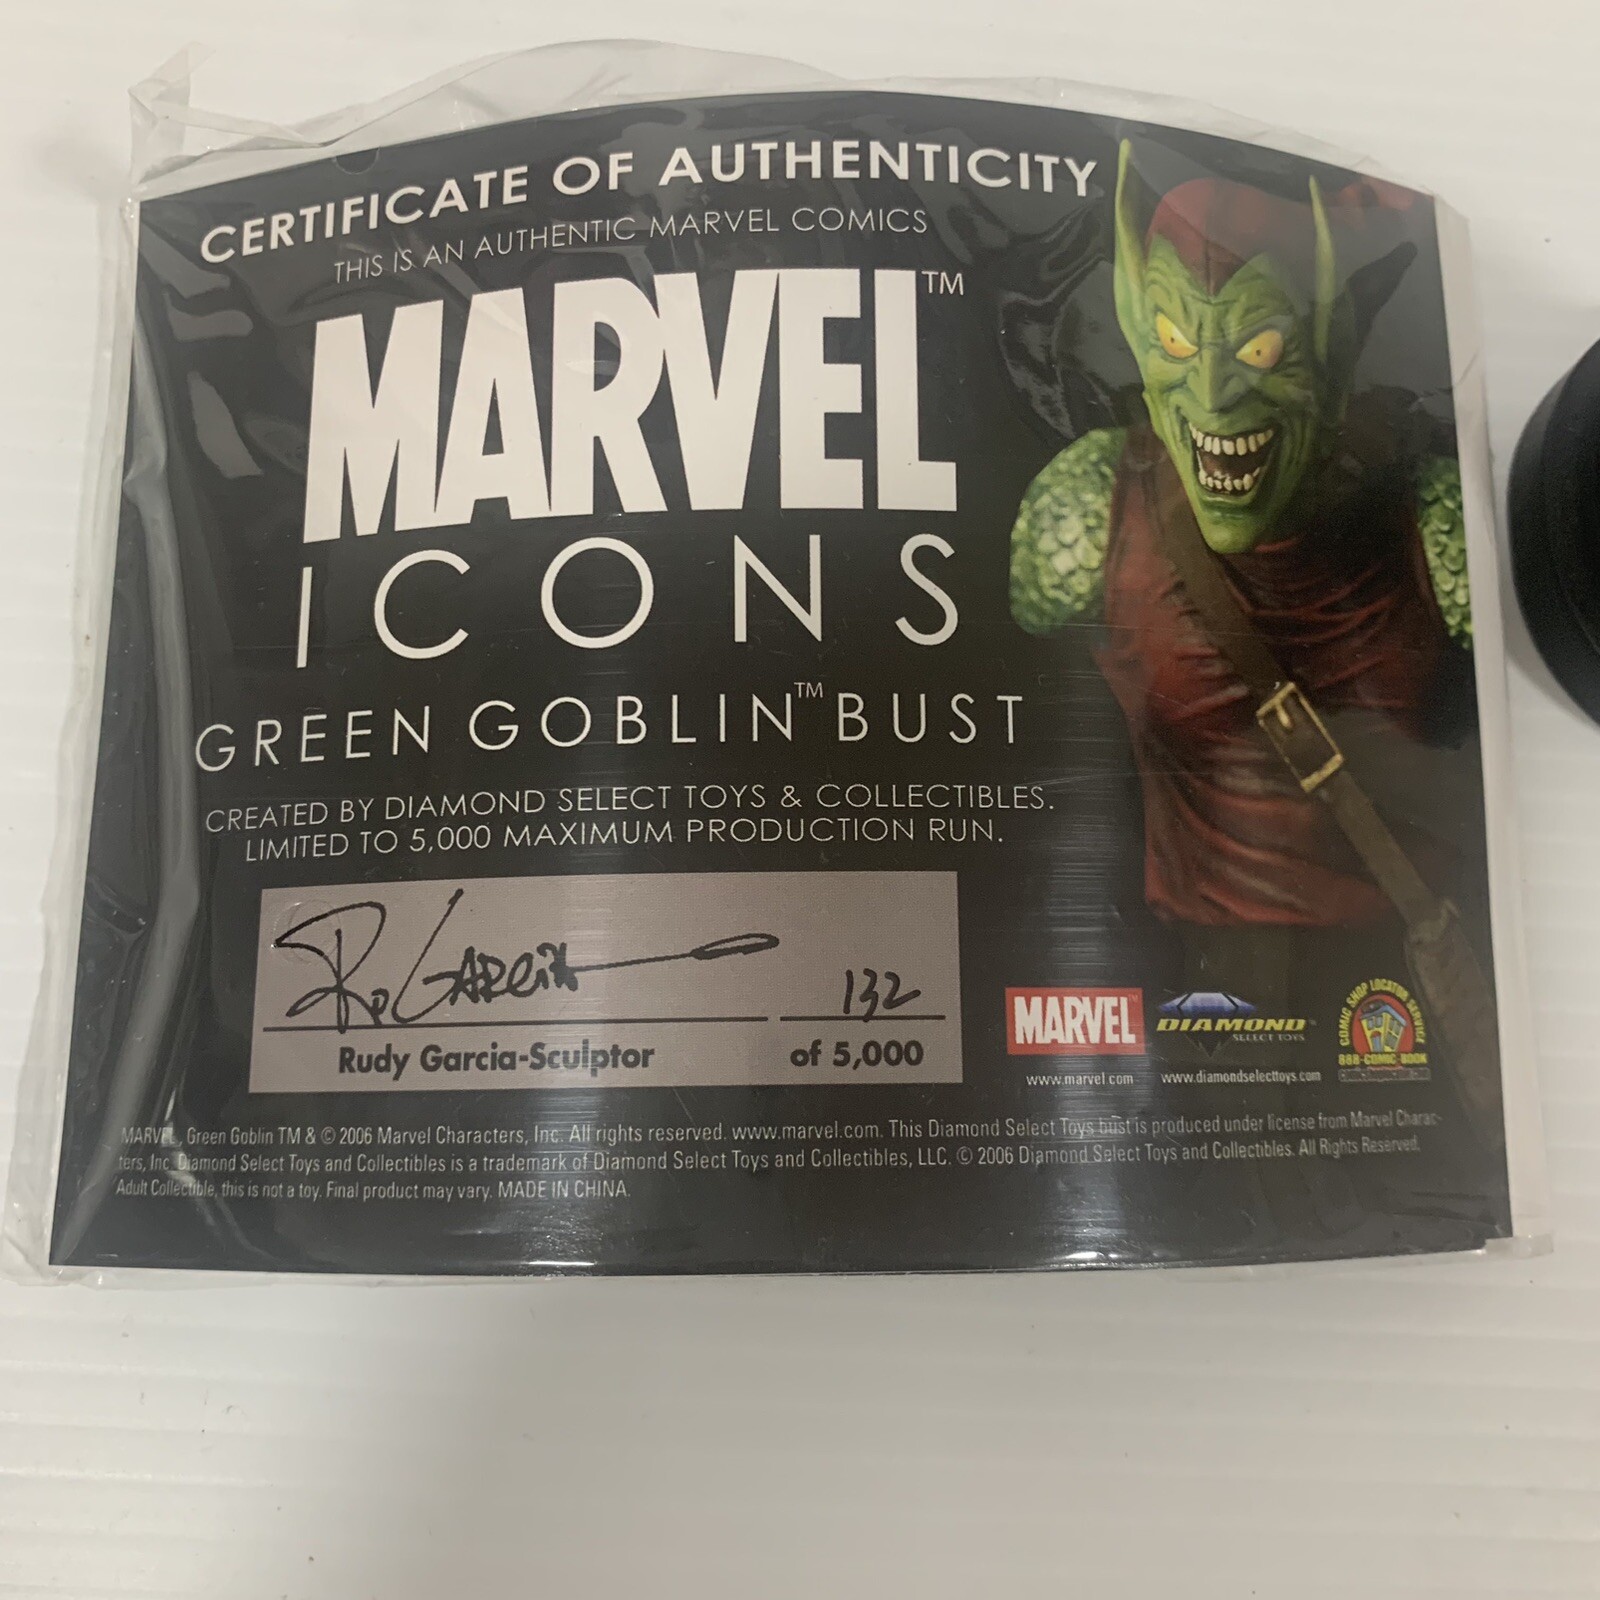 CERTIFICATE OF AUTHENTICITY
THIS IS AN AUTHENTIC MARVEL COMICS
MARVEL™
ICONS
GREEN GOBLIN™ BUST
CREATED BY DIAMOND SELECT TOYS & COLLECTIBLES.
LIMITED TO 5,000 MAXIMUM PRODUCTION RUN.
R Garcia
132
Rudy Garcia-Sculptor
of 5,000
MARVEL
www.marvel.com
DIAMOND
SELECT TOYS
www.diamondselecttoys.com
COMIC SHOP LOCATOR SERVICE
888-COMIC-BOOK
MARVEL, Green Goblin TM & © 2006 Marvel Characters, Inc. All rights reserved. www.marvel.com. This Diamond Select Toys bust is produced under license from Marvel Charac-
ters, Inc. Diamond Select Toys and Collectibles is a trademark of Diamond Select Toys and Collectibles, LLC. © 2006 Diamond Select Toys and Collectibles. All Rights Reserved.
Adult Collectible, this is not a toy. Final product may vary. MADE IN CHINA.